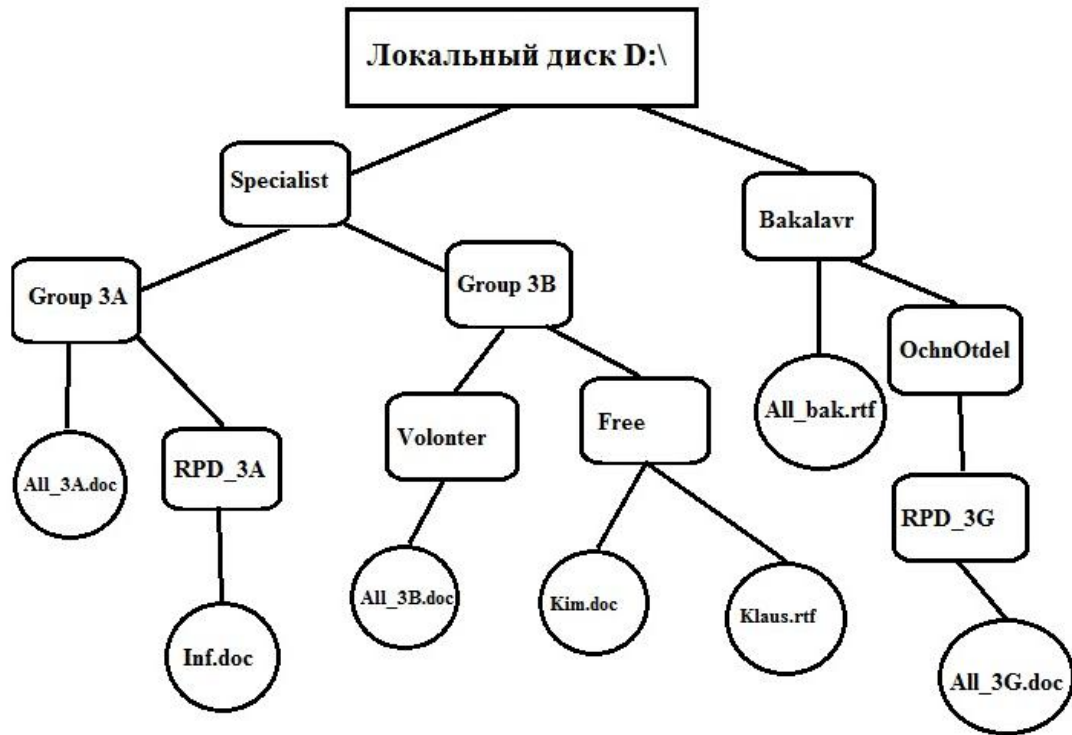 Локальный диск D:\
Specialist
Bakalavr
Group 3A
Group 3B
OchnOtdel
All_bak.rtf
Volonter
Free
RPD_3A
All_3A.doc
RPD_3G
All_3B.doc
Kim.doc
Klaus.rtf
Inf.doc
All_3G.doc